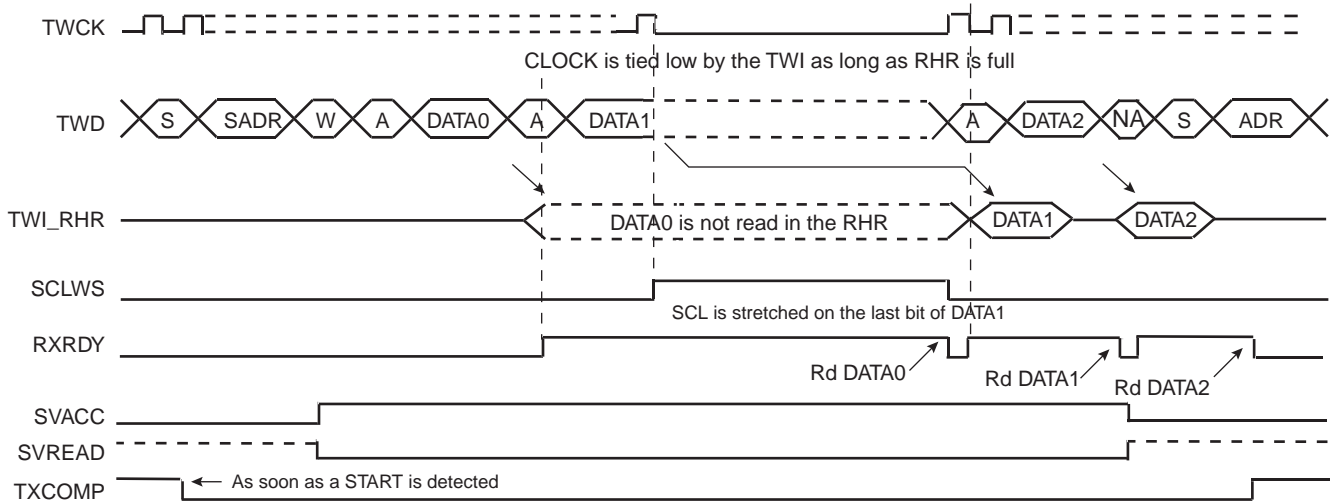 TWCK
CLOCK is tied low by the TWI as long as RHR is full
TWD S SADR W A DATA0 A DATA1 A DATA2 NA S ADR
TWI_RHR DATA0 is not read in the RHR DATA1 DATA2
SCLWS
SCL is stretched on the last bit of DATA1
RXRDY
Rd DATA0 Rd DATA1 Rd DATA2
SVACC
SVREAD
TXCOMP As soon as a START is detected